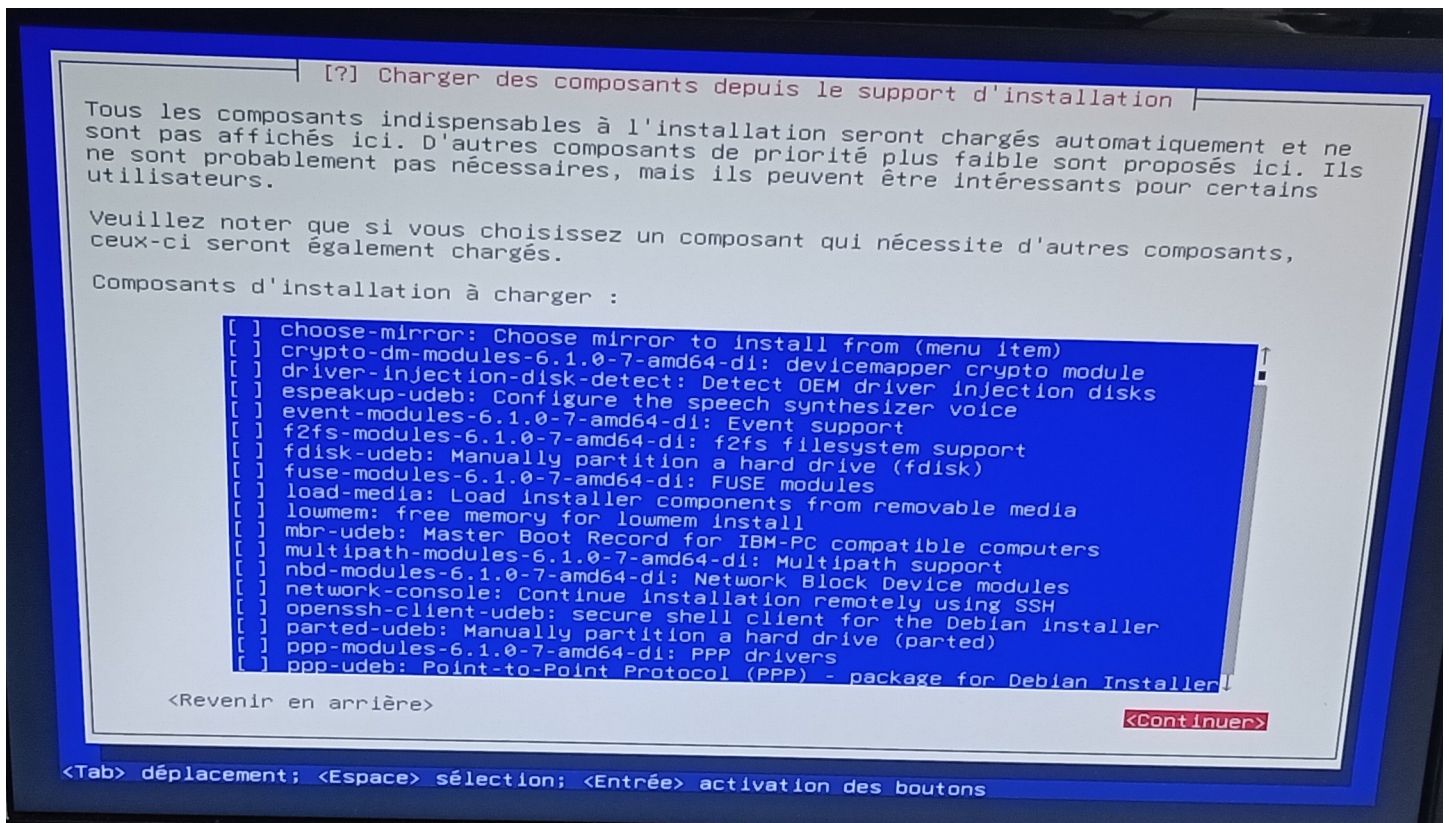 [?] Charger des composants depuis le support d'installation
Tous les composants indispensables à l'installation seront chargés automatiquement et ne
sont pas affichés ici. D'autres composants de priorité plus faible sont proposés ici. Ils
ne sont probablement pas nécessaires, mais ils peuvent être intéressants pour certains
utilisateurs.
Veuillez noter que si vous choisissez un composant qui nécessite d'autres composants,
ceux-ci seront également chargés.
Composants d'installation à charger :
[ ] choose-mirror: Choose mirror to install from (menu item)
[ ] crypto-dm-modules-6.1.0-7-amd64-di: devicemapper crypto module
[ ] driver-injection-disk-detect: Detect OEM driver injection disks
[ ] espeakup-udeb: Configure the speech synthesizer voice
[ ] event-modules-6.1.0-7-amd64-di: Event support
[ ] f2fs-modules-6.1.0-7-amd64-di: f2fs filesystem support
[ ] fdisk-udeb: Manually partition a hard drive (fdisk)
[ ] fuse-modules-6.1.0-7-amd64-di: FUSE modules
[ ] load-media: Load installer components from removable media
[ ] lowmem: free memory for lowmem install
[ ] mbr-udeb: Master Boot Record for IBM-PC compatible computers
[ ] multipath-modules-6.1.0-7-amd64-di: Multipath support
[ ] nbd-modules-6.1.0-7-amd64-di: Network Block Device modules
[ ] network-console: Continue installation remotely using SSH
[ ] openssh-client-udeb: secure shell client for the Debian installer
[ ] parted-udeb: Manually partition a hard drive (parted)
[ ] ppp-modules-6.1.0-7-amd64-di: PPP drivers
[ ] ppp-udeb: Point-to-Point Protocol (PPP) - package for Debian Installer
<Revenir en arrière>
<Continuer>
<Tab> déplacement; <Espace> sélection; <Entrée> activation des boutons